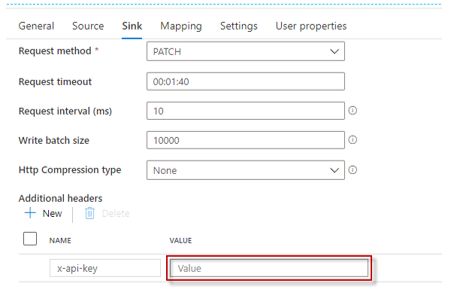 General Source Sink Mapping Settings User properties
Request method * PATCH
Request timeout 00:01:40
Request interval (ms) 10
Write batch size 10000
Http Compression type None
Additional headers
New Delete
NAME VALUE
x-api-key Value